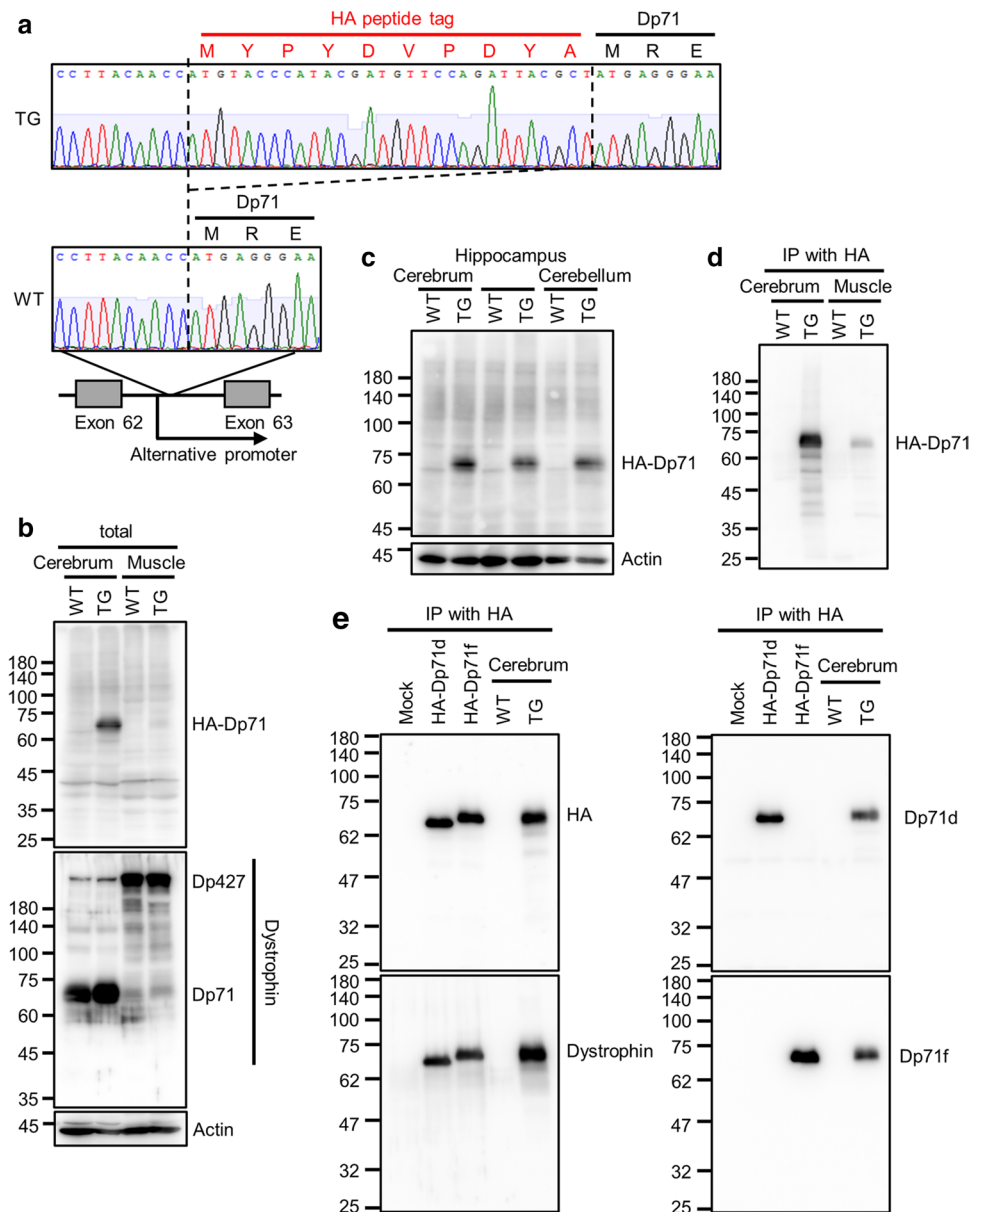 a
HA peptide tag
Dp71
M Y P Y D V P D Y A M R E
C C T T A C A A C C A T G T A C C C A T A C G A T G T T C C A G A T T A C G C T A T G A G G G A A
TG
Dp71
M R E
C C T T A C A A C C A T G A G G G A A
WT
Exon 62
Exon 63
Alternative promoter
b
total
Cerebrum Muscle
WT TG WT TG
180
140
100
75
60
45
35
25
HA-Dp71
180
140
100
75
60
45
35
Dp427
Dp71
Dystrophin
45
Actin
c
Hippocampus
Cerebrum Cerebellum
WT TG WT TG WT TG
180
140
100
75
60
45
HA-Dp71
45
Actin
d
IP with HA
Cerebrum Muscle
WT TG WT TG
180
140
100
75
60
45
35
25
HA-Dp71
e
IP with HA
Cerebrum
Mock HA-Dp71d HA-Dp71f WT TG
180
140
100
75
62
47
32
25
HA
180
140
100
75
62
47
32
25
Dystrophin
IP with HA
Cerebrum
Mock HA-Dp71d HA-Dp71f WT TG
180
140
100
75
62
47
32
25
Dp71d
180
140
100
75
62
47
32
25
Dp71f